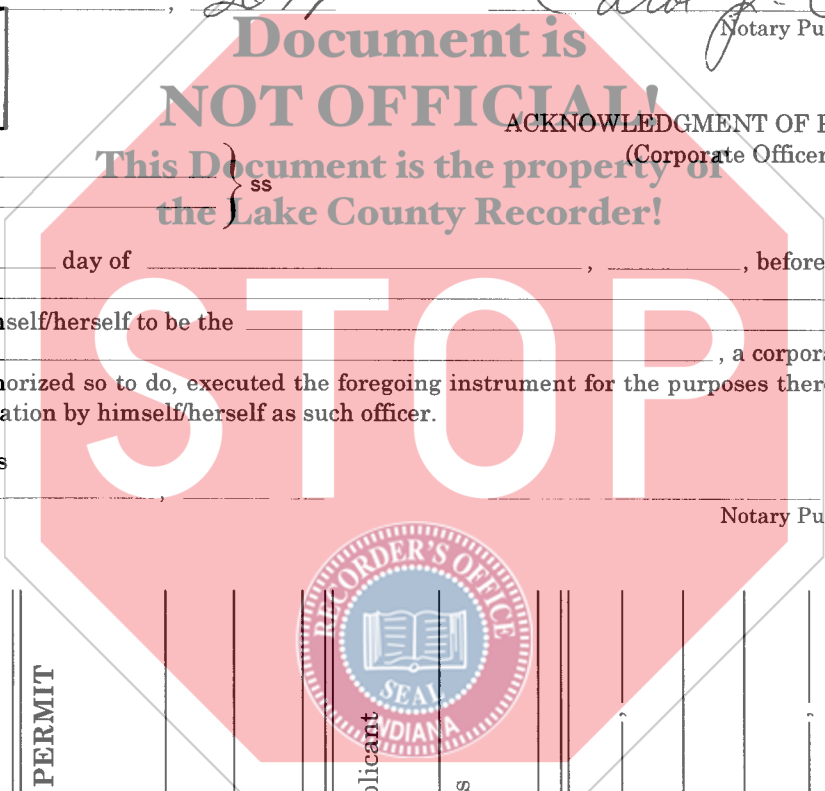 Document is
Notary Pu
NOT OFFICIAL!
ACKNOWLEDGMENT OF
(Corporate Officer
This Document is the property of
ss
the Lake County Recorder!
day of , , before
nself/herself to be the
, a corpora
horized so to do, executed the foregoing instrument for the purposes there
ation by himself/herself as such officer.
STOP
s
,
Notary Pu
RECORDER'S OFFICE
SEAL
INDIANA
PERMIT
plicant
s